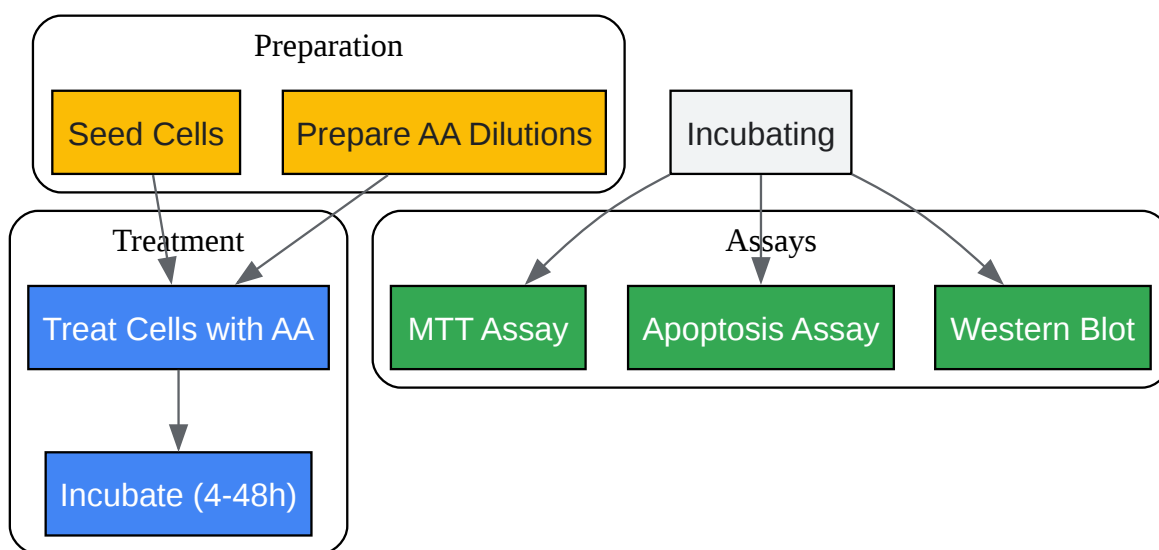 Preparation
Seed Cells
Prepare AA Dilutions
Incubating
Treatment
Assays
Treat Cells with AA
MTT Assay
Apoptosis Assay
Western Blot
Incubate (4-48h)